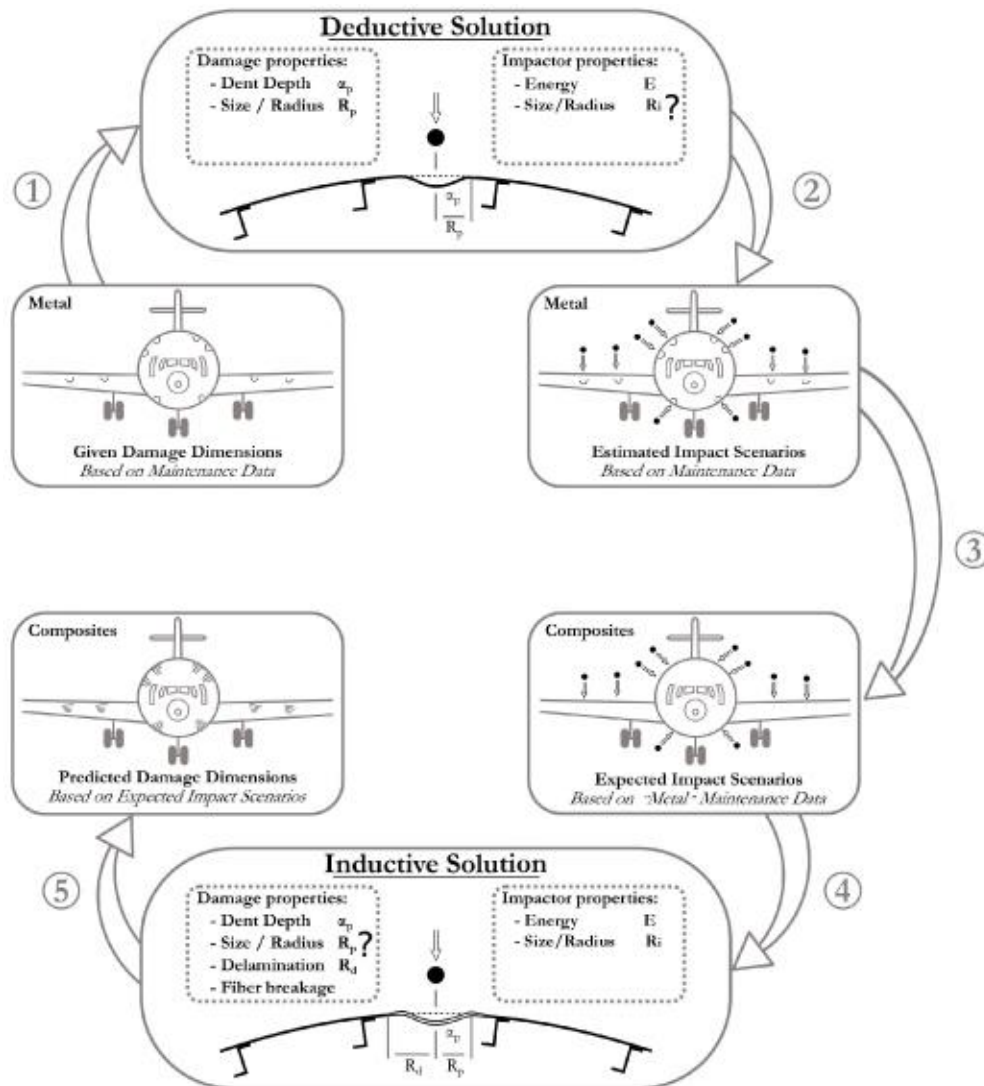 Deductive Solution
Damage properties:
- Dent Depth αp
- Size / Radius Rp
Impactor properties:
- Energy E
- Size/Radius Ri ?
αp
Rp
①
②
Metal
Given Damage Dimensions
Based on Maintenance Data
Metal
Estimated Impact Scenarios
Based on Maintenance Data
③
Composites
Predicted Damage Dimensions
Based on Expected Impact Scenarios
Composites
Expected Impact Scenarios
Based on "Metal" Maintenance Data
⑤
④
Inductive Solution
Damage properties:
- Dent Depth αp
- Size / Radius Rp ?
- Delamination Rd
- Fiber breakage
Impactor properties:
- Energy E
- Size/Radius Ri
αp
Rd Rp